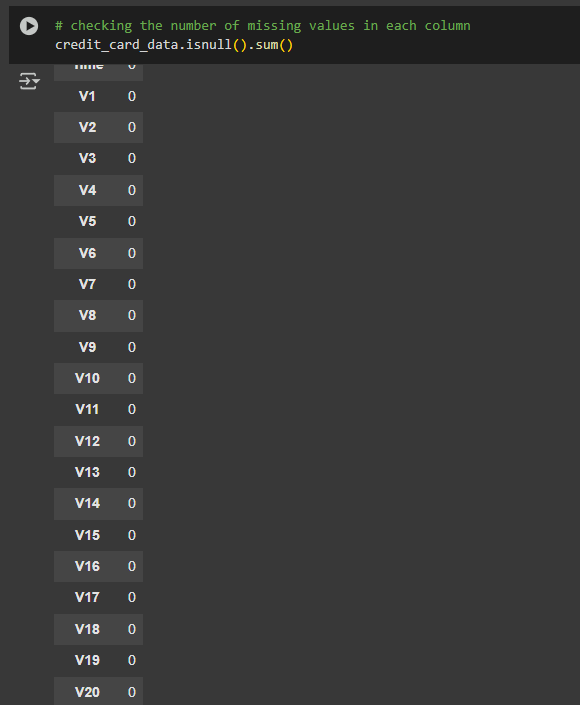 # checking the number of missing values in each column
credit_card_data.isnull().sum()
Time 0
V1 0
V2 0
V3 0
V4 0
V5 0
V6 0
V7 0
V8 0
V9 0
V10 0
V11 0
V12 0
V13 0
V14 0
V15 0
V16 0
V17 0
V18 0
V19 0
V20 0